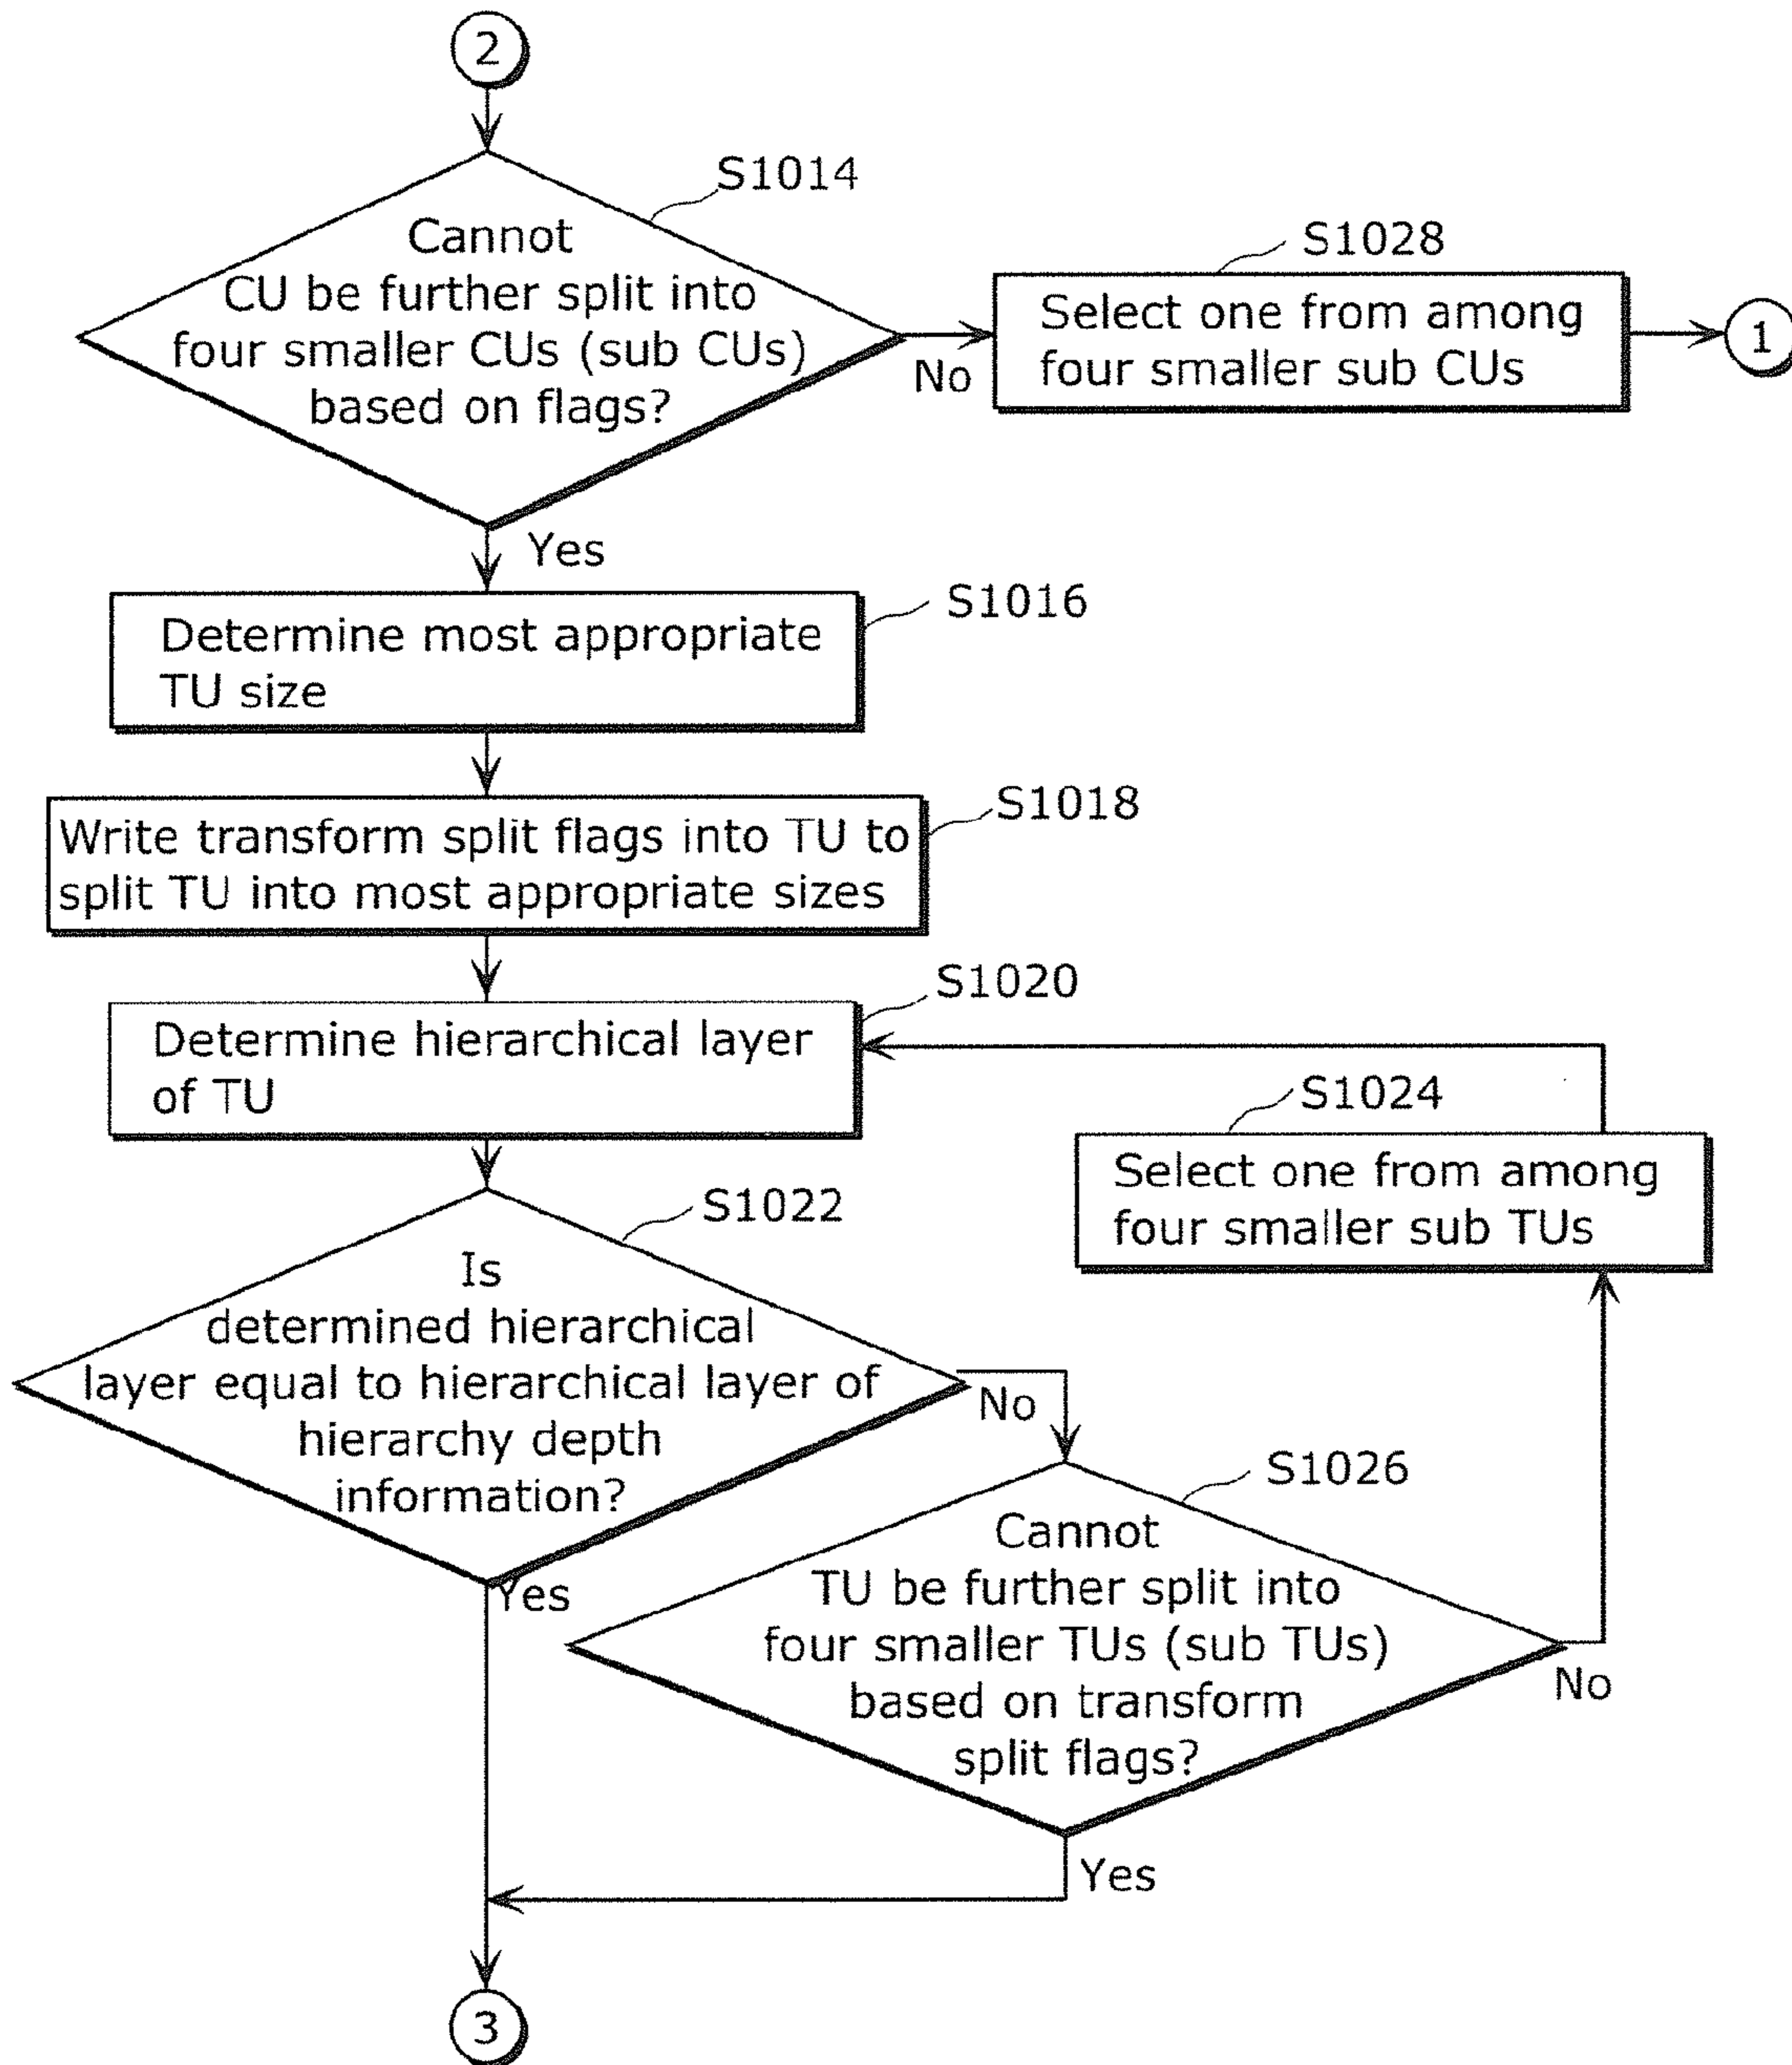 2
S1014
Cannot
CU be further split into
four smaller CUs (sub CUs)
based on flags?
No
S1028
Select one from among
four smaller sub CUs
1
Yes
S1016
Determine most appropriate
TU size
S1018
Write transform split flags into TU to
split TU into most appropriate sizes
S1020
Determine hierarchical layer
of TU
S1024
Select one from among
four smaller sub TUs
S1022
Is
determined hierarchical
layer equal to hierarchical layer of
hierarchy depth
information?
No
Yes
S1026
Cannot
TU be further split into
four smaller TUs (sub TUs)
based on transform
split flags?
No
Yes
3